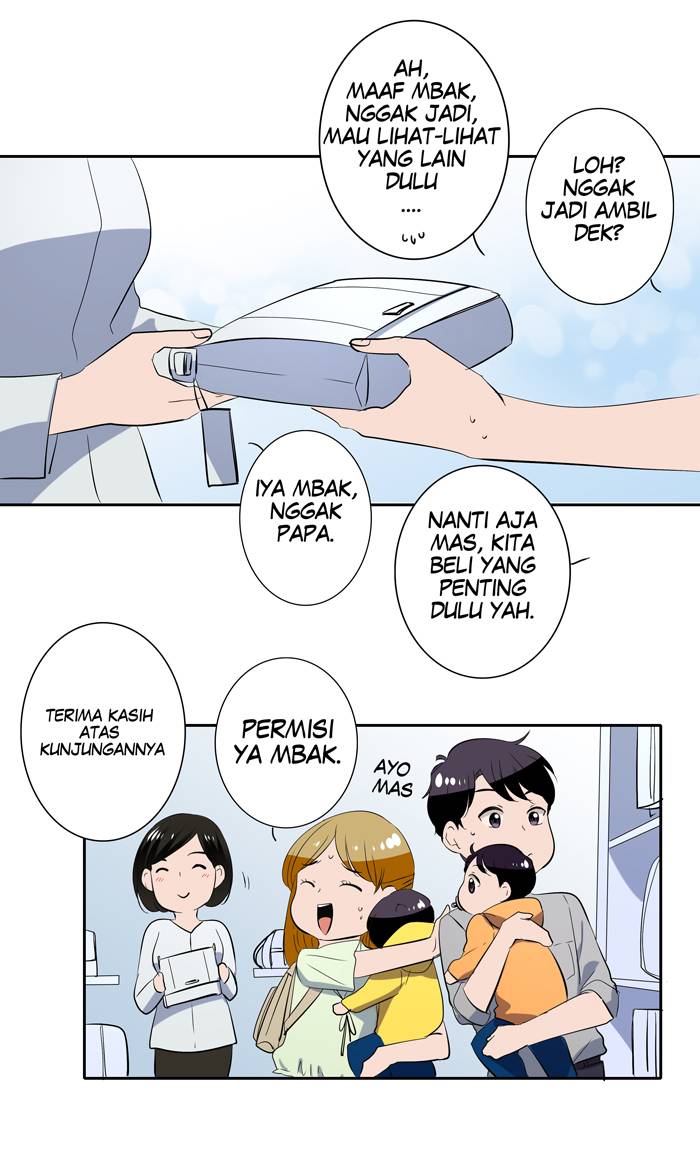 AH,
MAAF MBAK,
NGGAK JADI,
MAU LIHAT-LIHAT
YANG LAIN
DULU
....
LOH?
NGGAK
JADI AMBIL
DEK?
IYA MBAK,
NGGAK
PAPA.
NANTI AJA
MAS, KITA
BELI YANG
PENTING
DULU YAH.
TERIMA KASIH
ATAS
KUNJUNGANNYA
PERMISI
YA MBAK.
AYO
MAS